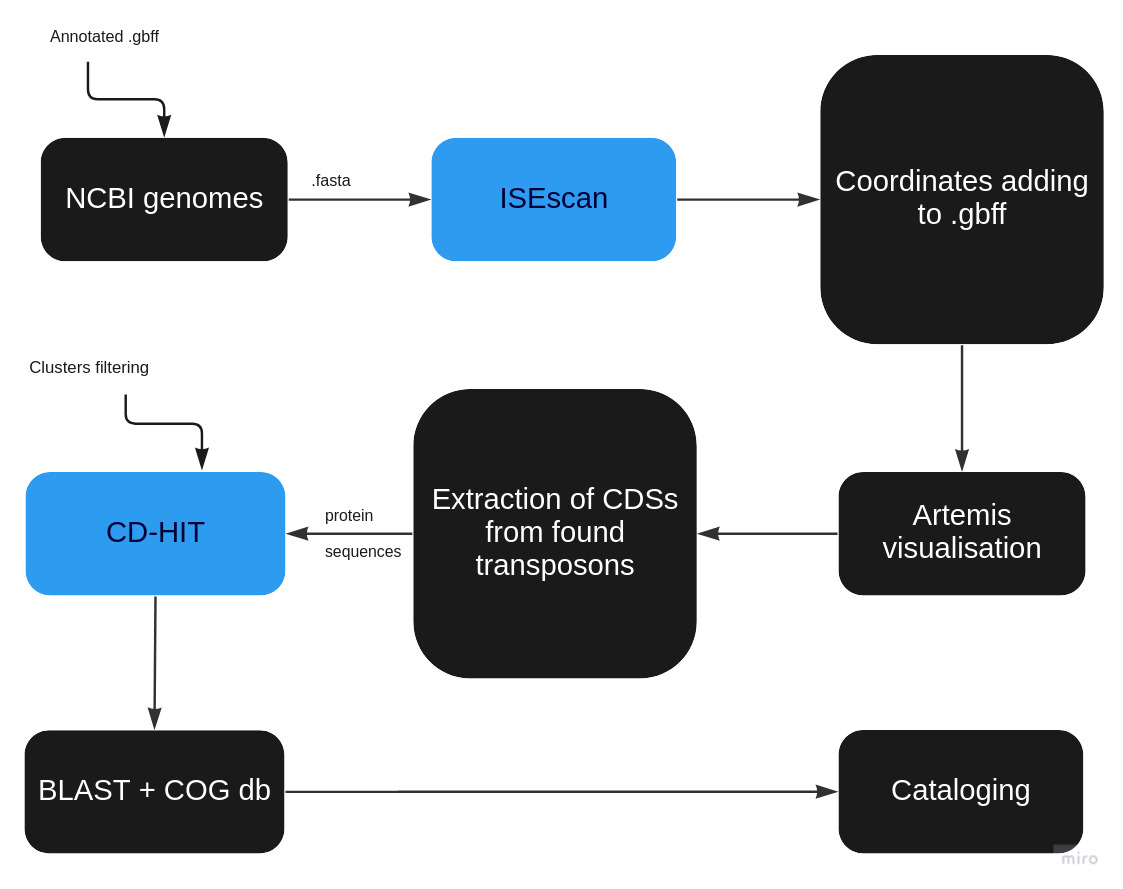 Annotated .gbff
NCBI genomes
.fasta
ISEscan
Coordinates adding
to .gbff
Clusters filtering
CD-HIT
protein
sequences
Extraction of CDSs
from found
transposons
Artemis
visualisation
BLAST + COG db
Cataloging
miro